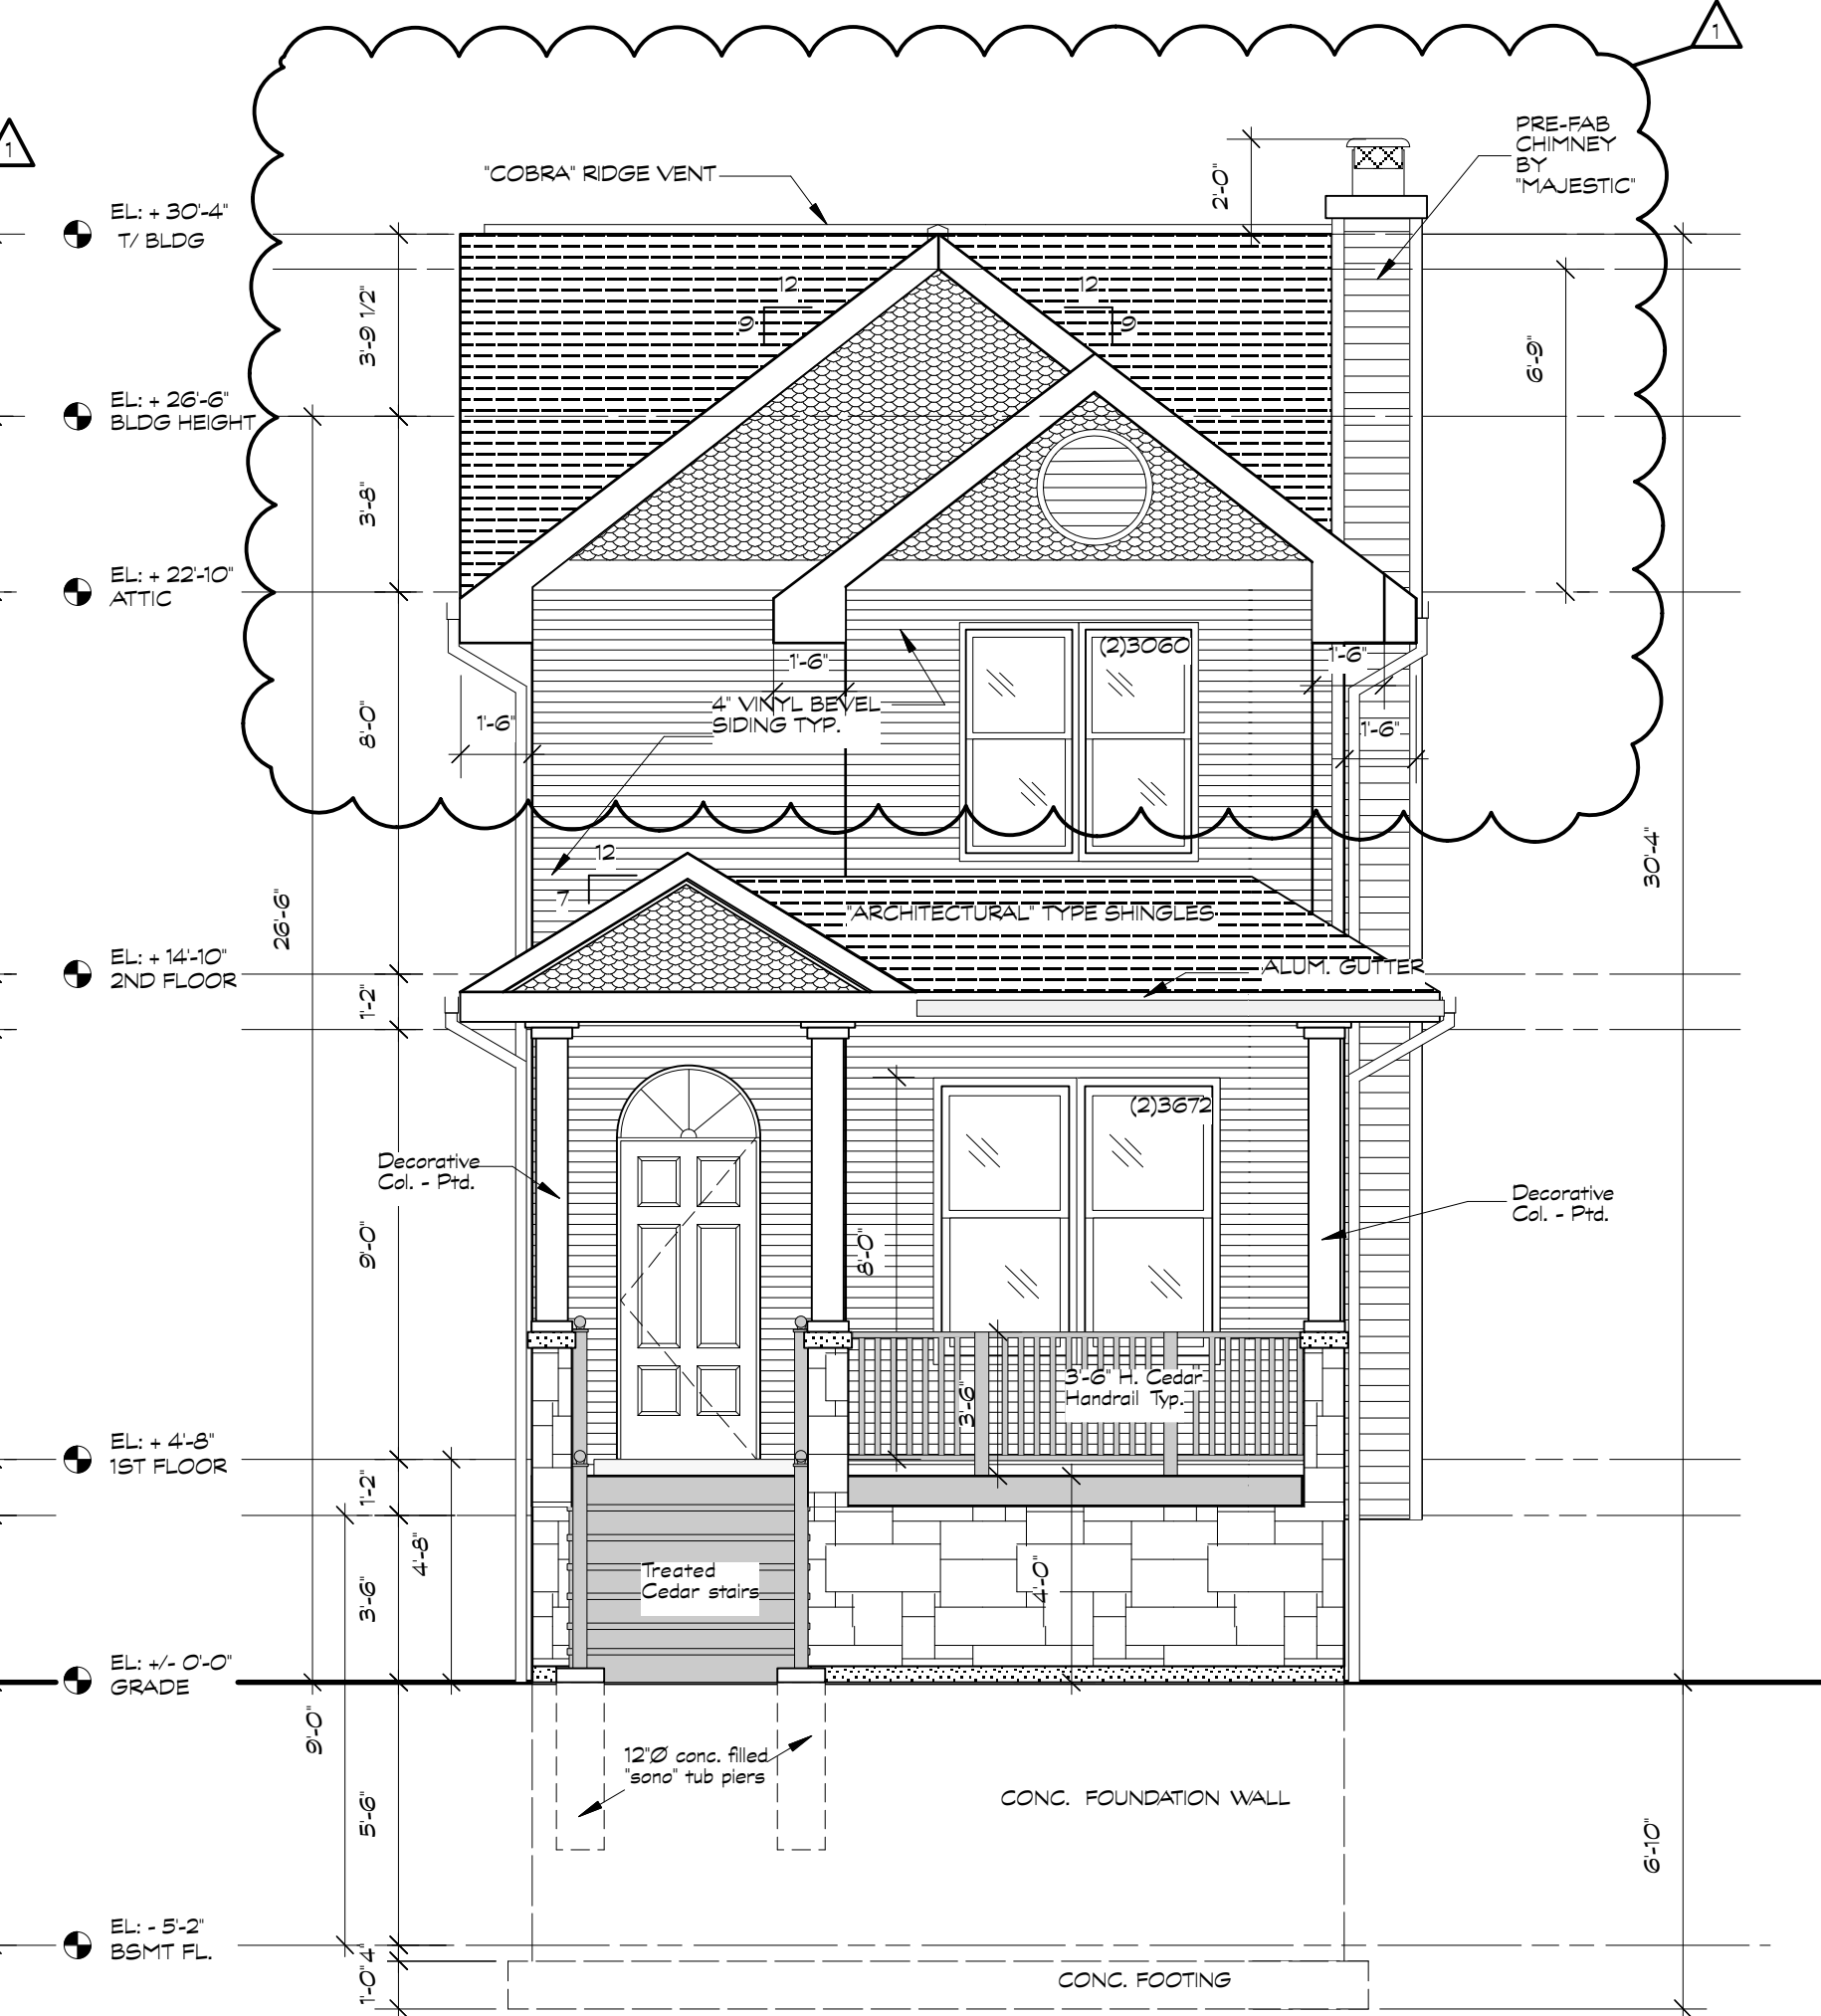 1
1
"COBRA" RIDGE VENT
2'-0"
PRE-FAB
CHIMNEY
BY
"MAJESTIC"
EL: + 30'-4"
T/ BLDG
12
9
12
9
3'-9 1/2"
6'-9"
EL: + 26'-6"
BLDG HEIGHT
3'-8"
EL: + 22'-10"
ATTIC
(2)3060
1'-6"
1'-6"
4" VINYL BEVEL
SIDING TYP.
1'-6"
1'-6"
8'-0"
12
7
30'-4"
26'-6"
"ARCHITECTURAL" TYPE SHINGLES
EL: + 14'-10"
2ND FLOOR
ALUM. GUTTER
1'-2"
(2)3672
Decorative
Col. - Ptd.
Decorative
Col. - Ptd.
9'-0"
8'-0"
3'-6" H. Cedar
Handrail Typ.
3'-6"
EL: + 4'-8"
1ST FLOOR
1'-2"
4'-8"
Treated
Cedar stairs
4'-0"
3'-6"
EL: +/- 0'-0"
GRADE
9'-0"
12"Ø conc. filled
"sono" tub piers
CONC. FOUNDATION WALL
5'-6"
6'-10"
EL: - 5'-2"
BSMT FL.
4"
1'-0"
CONC. FOOTING